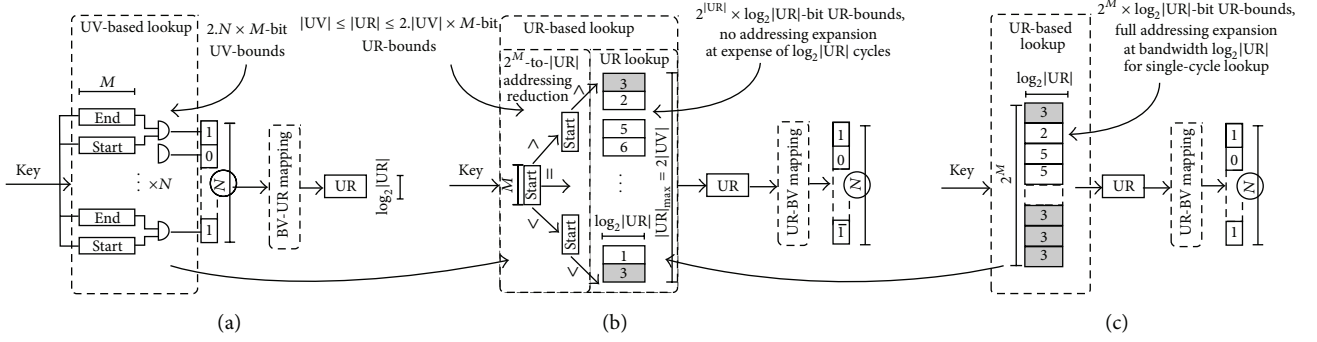 UV-based lookup
2.N × M-bit
UV-bounds
M
End
Start
Key
⋮ ×N
End
Start
1
0
1
N
BV-UR mapping
UR
log₂|UR|
(a)
|UV| ≤ |UR| ≤ 2.|UV| × M-bit
UR-bounds
UR-based lookup
2^M-to-|UR|
addressing
reduction
UR lookup
2^|UR| × log₂|UR|-bit UR-bounds,
no addressing expansion
at expense of log₂|UR| cycles
Key
M
Start
>
=
<
Start
>
Start
<
3
2
5
6
⋮
log₂|UR|
1
3
|UR|max = 2|UV|
UR
UR-BV mapping
1
0
1̅
N
(b)
UR-based
lookup
2^M × log₂|UR|-bit UR-bounds,
full addressing expansion
at bandwidth log₂|UR|
for single-cycle lookup
log₂|UR|
Key
2^M
3
2
5
5
3
3
3
UR
UR-BV mapping
1
0
1
N
(c)